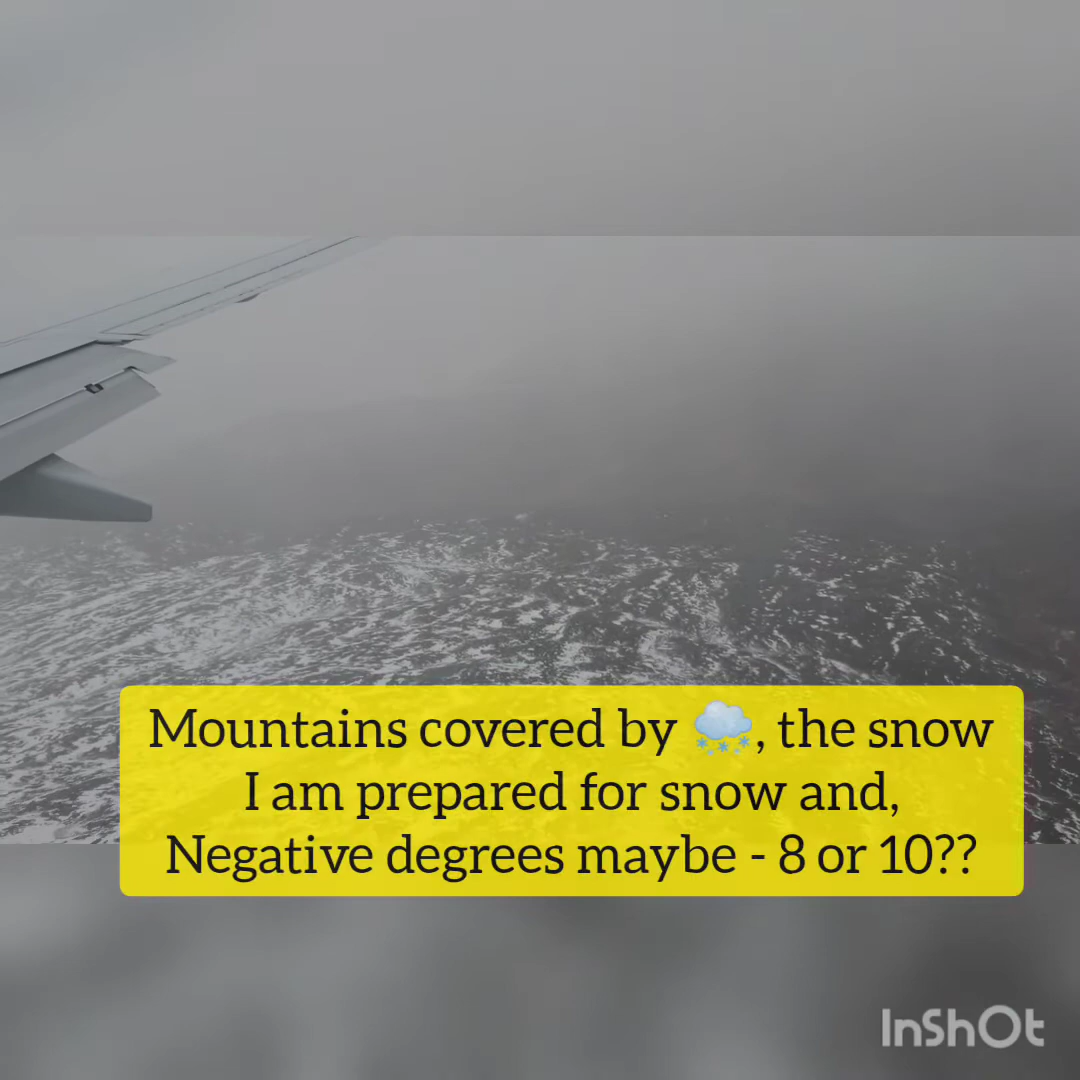 Mountains covered by 🌨️, the snow
I am prepared for snow and,
Negative degrees maybe - 8 or 10??
InShOt